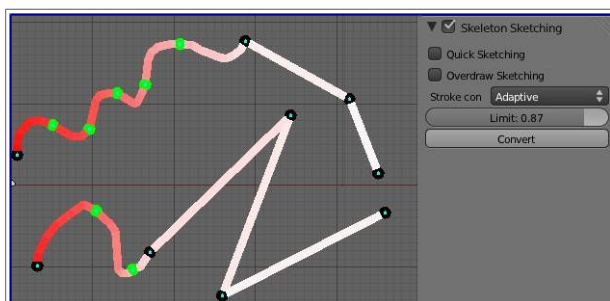 Skeleton Sketching
Quick Sketching
Overdraw Sketching
Stroke con Adaptive
Limit: 0.87
Convert